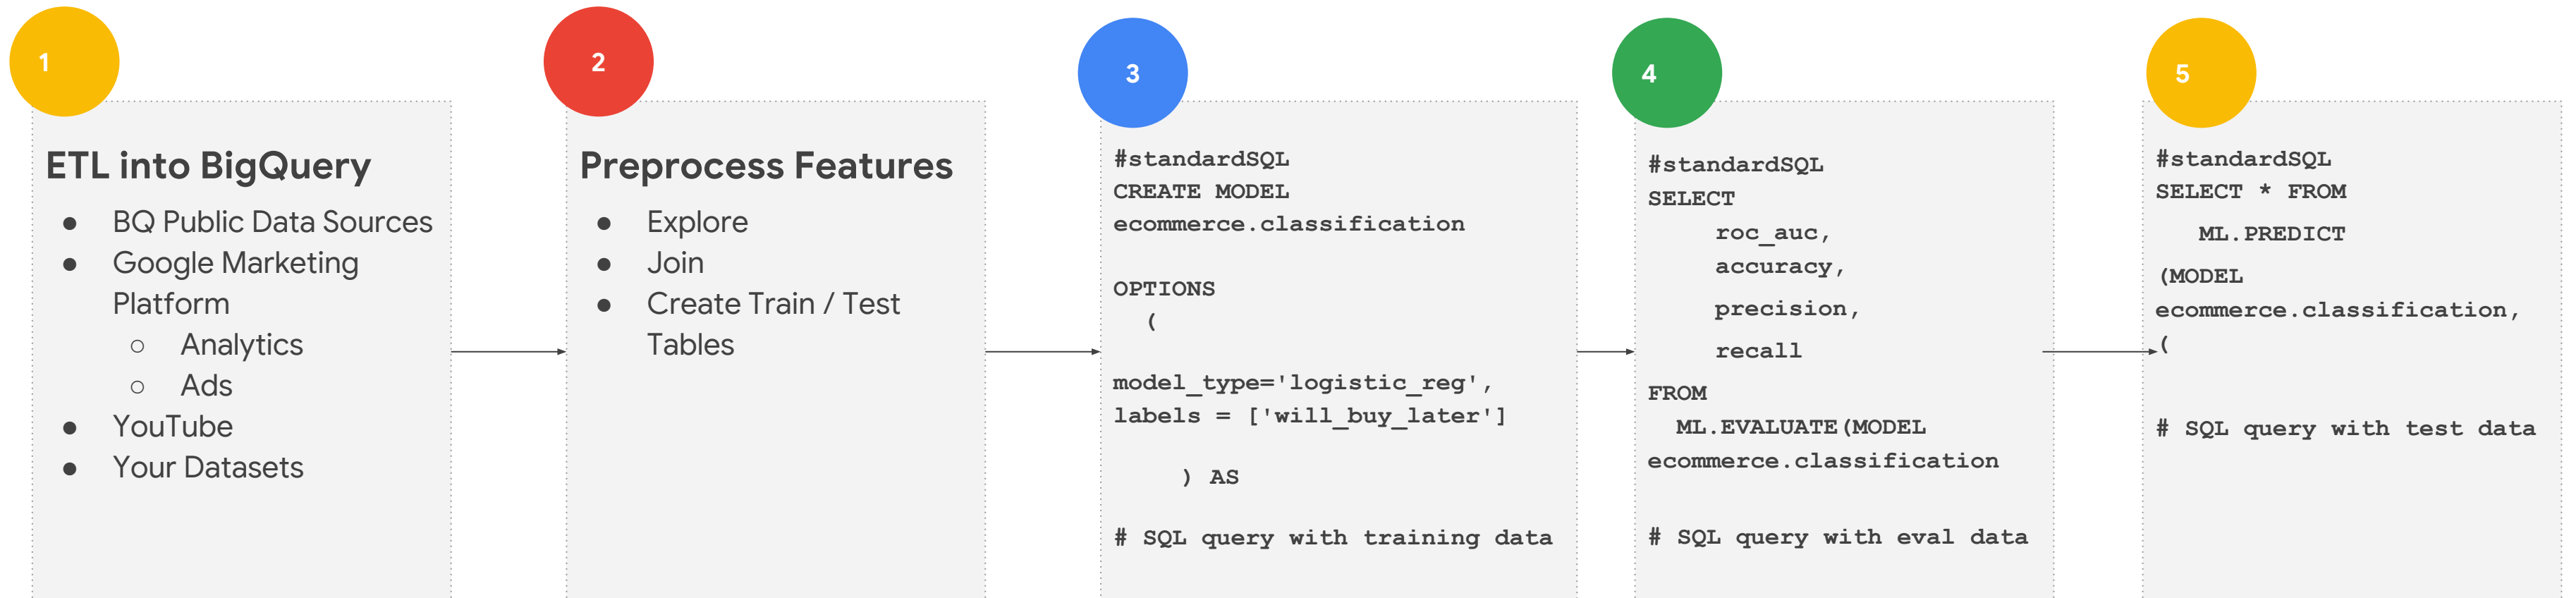 1
ETL into BigQuery
● BQ Public Data Sources
● Google Marketing
Platform
○ Analytics
○ Ads
● YouTube
● Your Datasets
2
Preprocess Features
● Explore
● Join
● Create Train / Test
Tables
3
#standardSQL
CREATE MODEL
ecommerce.classification
OPTIONS
(
model_type='logistic_reg',
labels = ['will_buy_later']
) AS
# SQL query with training data
4
#standardSQL
SELECT
roc_auc,
accuracy,
precision,
recall
FROM
ML.EVALUATE(MODEL
ecommerce.classification
# SQL query with eval data
5
#standardSQL
SELECT * FROM
ML.PREDICT
(MODEL
ecommerce.classification,
(
# SQL query with test data